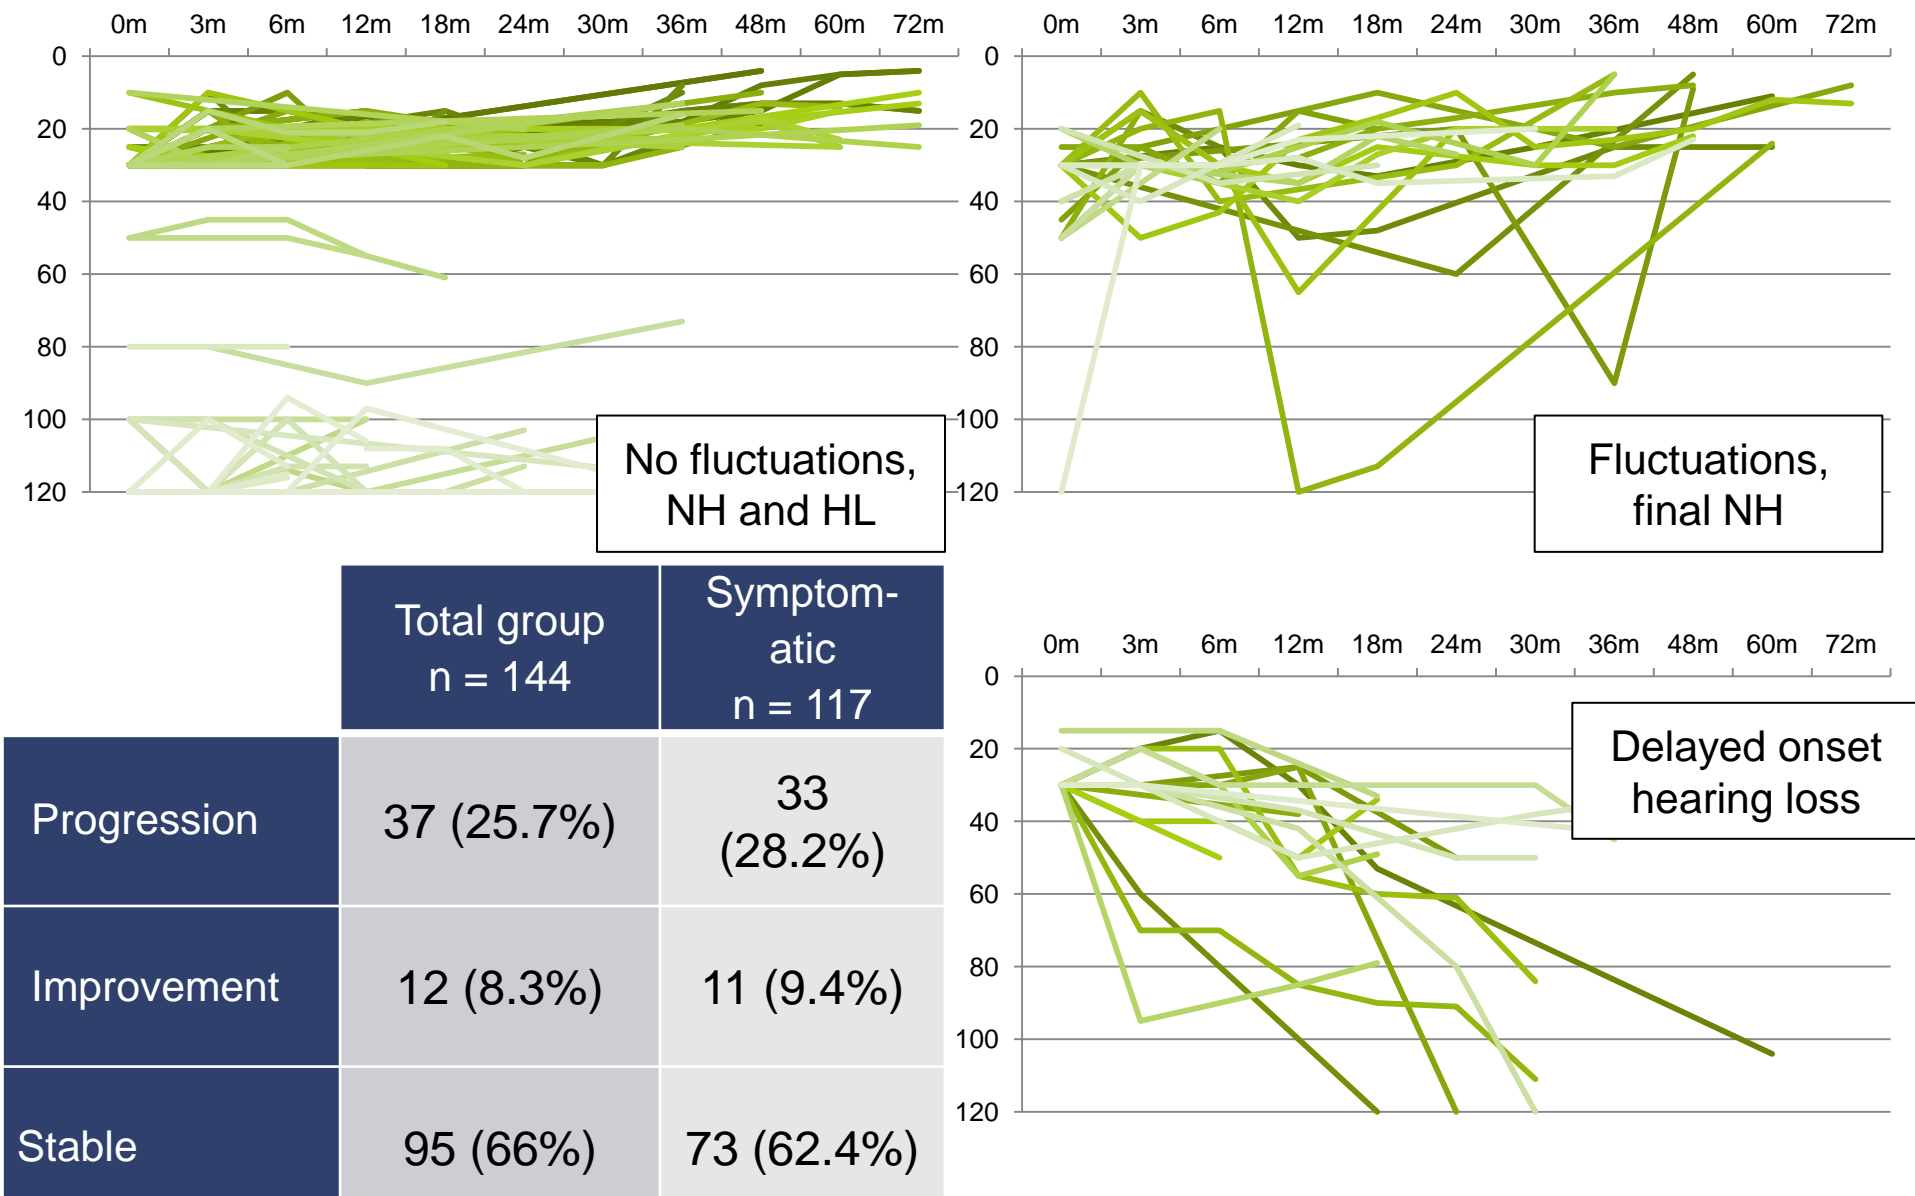 0m 3m 6m 12m 18m 24m 30m 36m 48m 60m 72m
0
20
40
60
80
100
120
No fluctuations,
NH and HL
0m 3m 6m 12m 18m 24m 30m 36m 48m 60m 72m
0
20
40
60
80
100
120
Fluctuations,
final NH
Total group
n = 144
Symptom-
atic
n = 117
Progression
37 (25.7%)
33
(28.2%)
Improvement
12 (8.3%)
11 (9.4%)
Stable
95 (66%)
73 (62.4%)
0m 3m 6m 12m 18m 24m 30m 36m 48m 60m 72m
0
20
40
60
80
100
120
Delayed onset
hearing loss